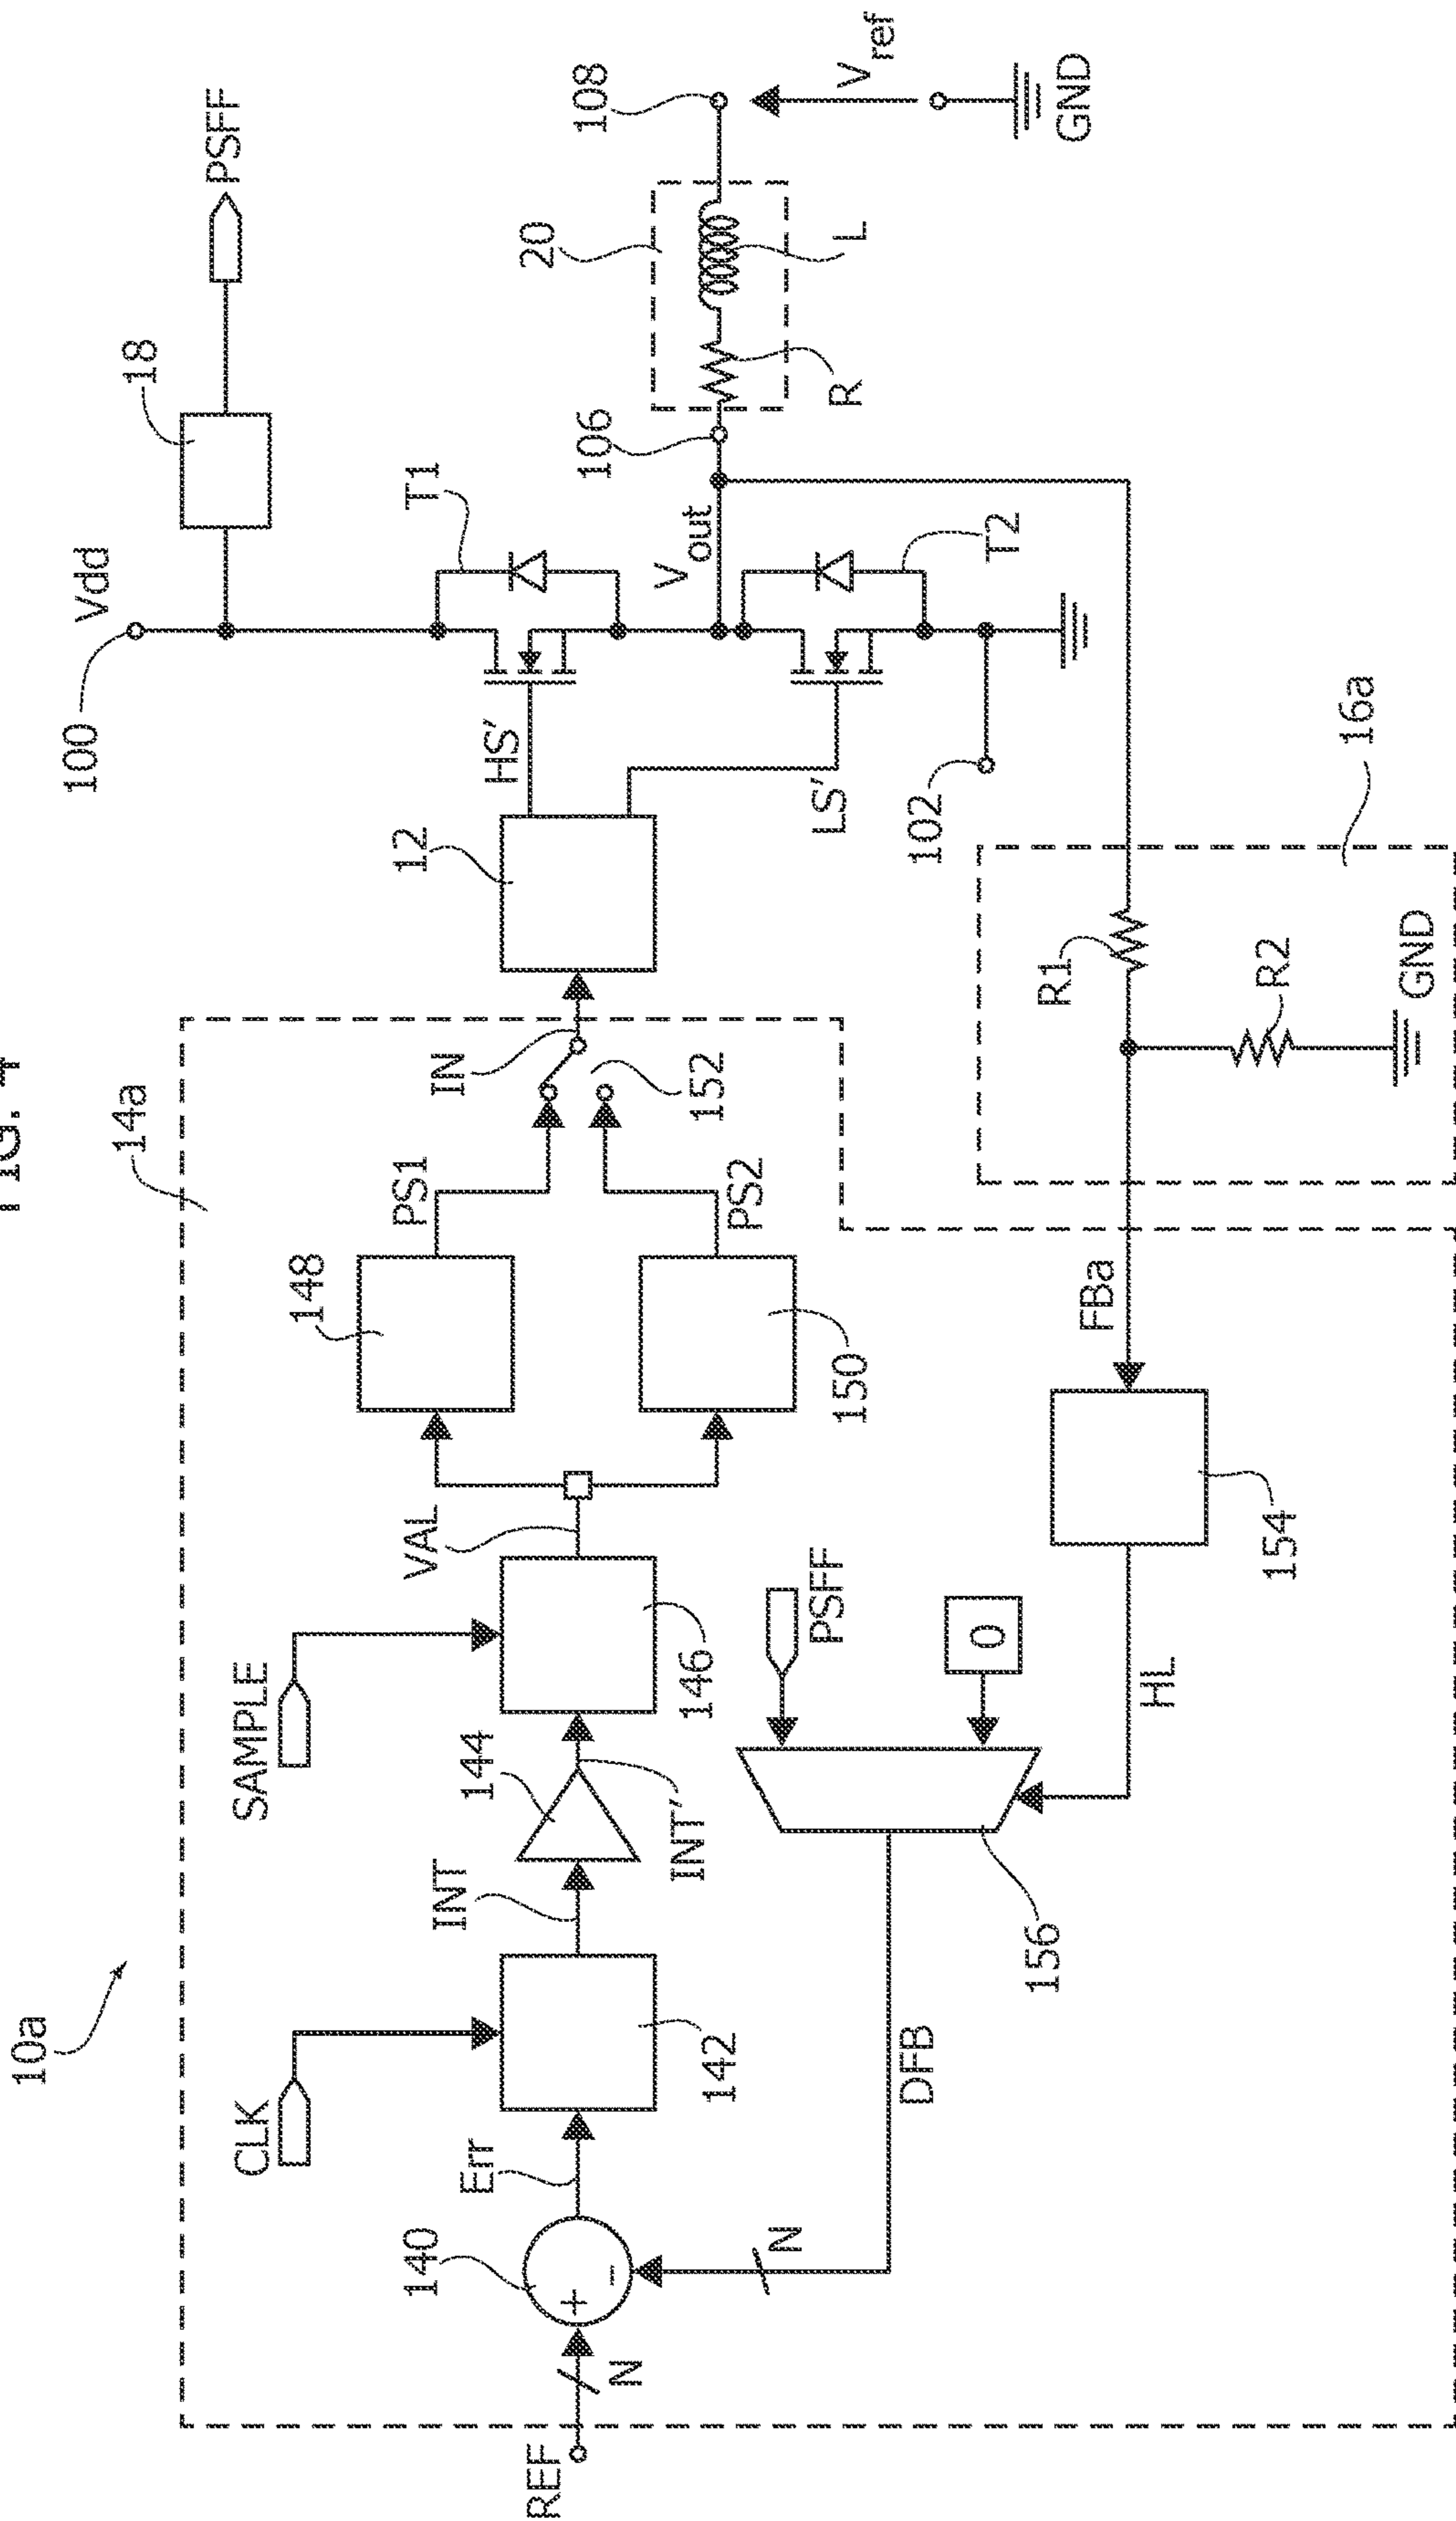 FIG. 4
10a
14a
REF
N
140
+
-
Err
CLK
142
INT
144
INT'
SAMPLE
146
VAL
148
PS1
150
PS2
152
IN
12
HS'
LS'
100
Vdd
18
PSFF
T1
Vout
T2
102
106
20
R
L
108
Vref
GND
16a
R1
R2
GND
FBa
154
HL
PSFF
0
156
DFB
N